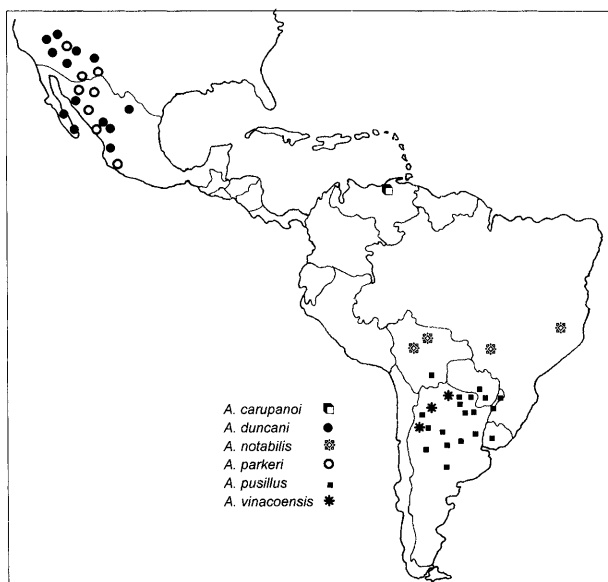 A. carupanoi
A. duncani
A. notabilis
A. parkeri
A. pusillus
A. vinacoensis